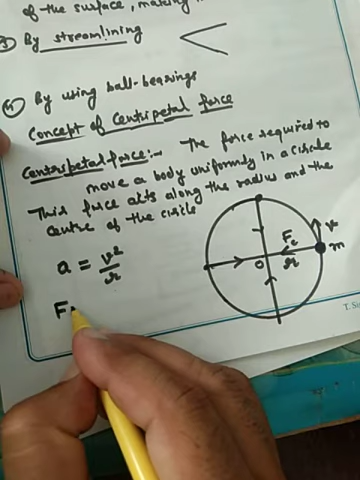 of the surface, making
③ By streamlining
④ By using ball-bearings
Concept of Centripetal force
Centripetal force:- The force required to
move a body uniformly in a circle
This force acts along the radius and the
centre of the circle
a = v²/r
F
v
Fc
m
O
r